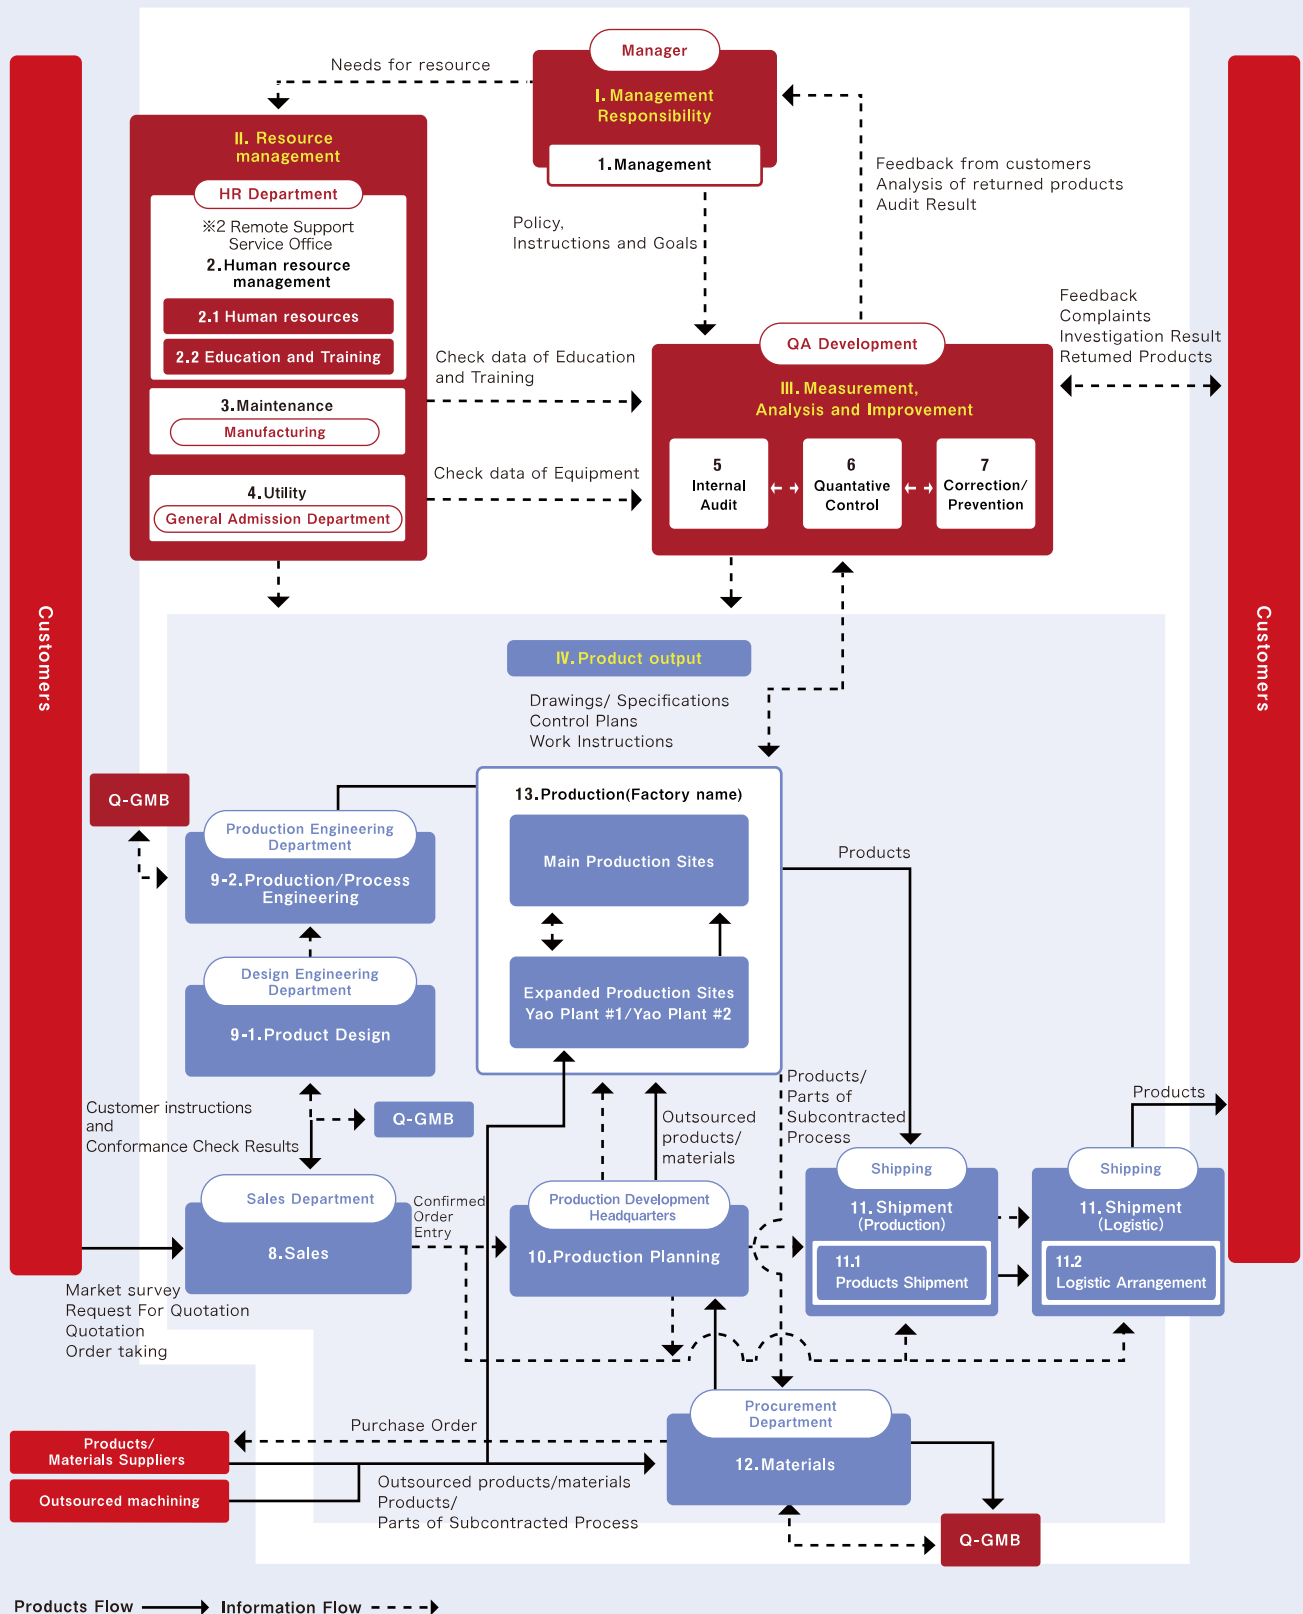 Customers
Customers
Manager
I. Management
Responsibility
1. Management
Needs for resource
II. Resource
management
HR Department
※2 Remote Support
Service Office
2. Human resource
management
2.1 Human resources
2.2 Education and Training
3. Maintenance
Manufacturing
4. Utility
General Admission Department
Feedback from customers
Analysis of returned products
Audit Result
Policy,
Instructions and Goals
Feedback
Complaints
Investigation Result
Retumed Products
Check data of Education
and Training
Check data of Equipment
QA Development
III. Measurement,
Analysis and Improvement
5
Internal
Audit
6
Quantative
Control
7
Correction/
Prevention
IV. Product output
Drawings/ Specifications
Control Plans
Work Instructions
Q-GMB
Production Engineering
Department
9-2. Production/Process
Engineering
Design Engineering
Department
9-1. Product Design
13. Production(Factory name)
Main Production Sites
Expanded Production Sites
Yao Plant #1/Yao Plant #2
Products
Customer instructions
and
Conformance Check Results
Q-GMB
Outsourced
products/
materials
Products/
Parts of
Subcontracted
Process
Products
Sales Department
8. Sales
Confirmed
Order
Entry
Production Development
Headquarters
10. Production Planning
Shipping
11. Shipment
(Production)
11.1
Products Shipment
Shipping
11. Shipment
(Logistic)
11.2
Logistic Arrangement
Market survey
Request For Quotation
Quotation
Order taking
Purchase Order
Procurement
Department
12. Materials
Products/
Materials Suppliers
Outsourced machining
Outsourced products/materials
Products/
Parts of Subcontracted Process
Q-GMB
Products Flow
Information Flow